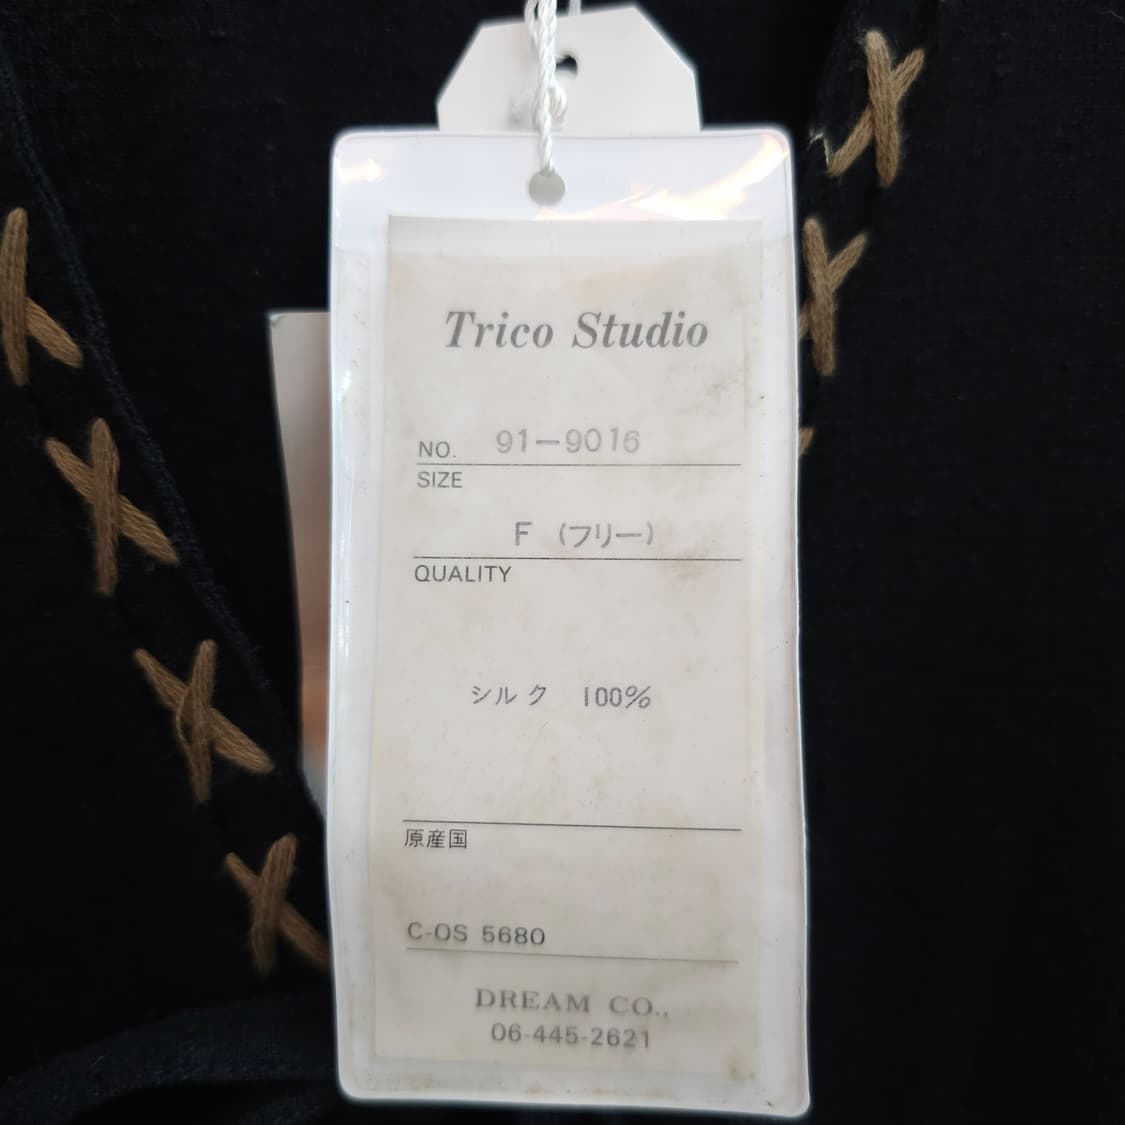 Trico Studio
NO. 91-9016
SIZE
F (フリー)
QUALITY
シルク 100%
原産国
C-OS 5680
DREAM CO.,
06-445-2621